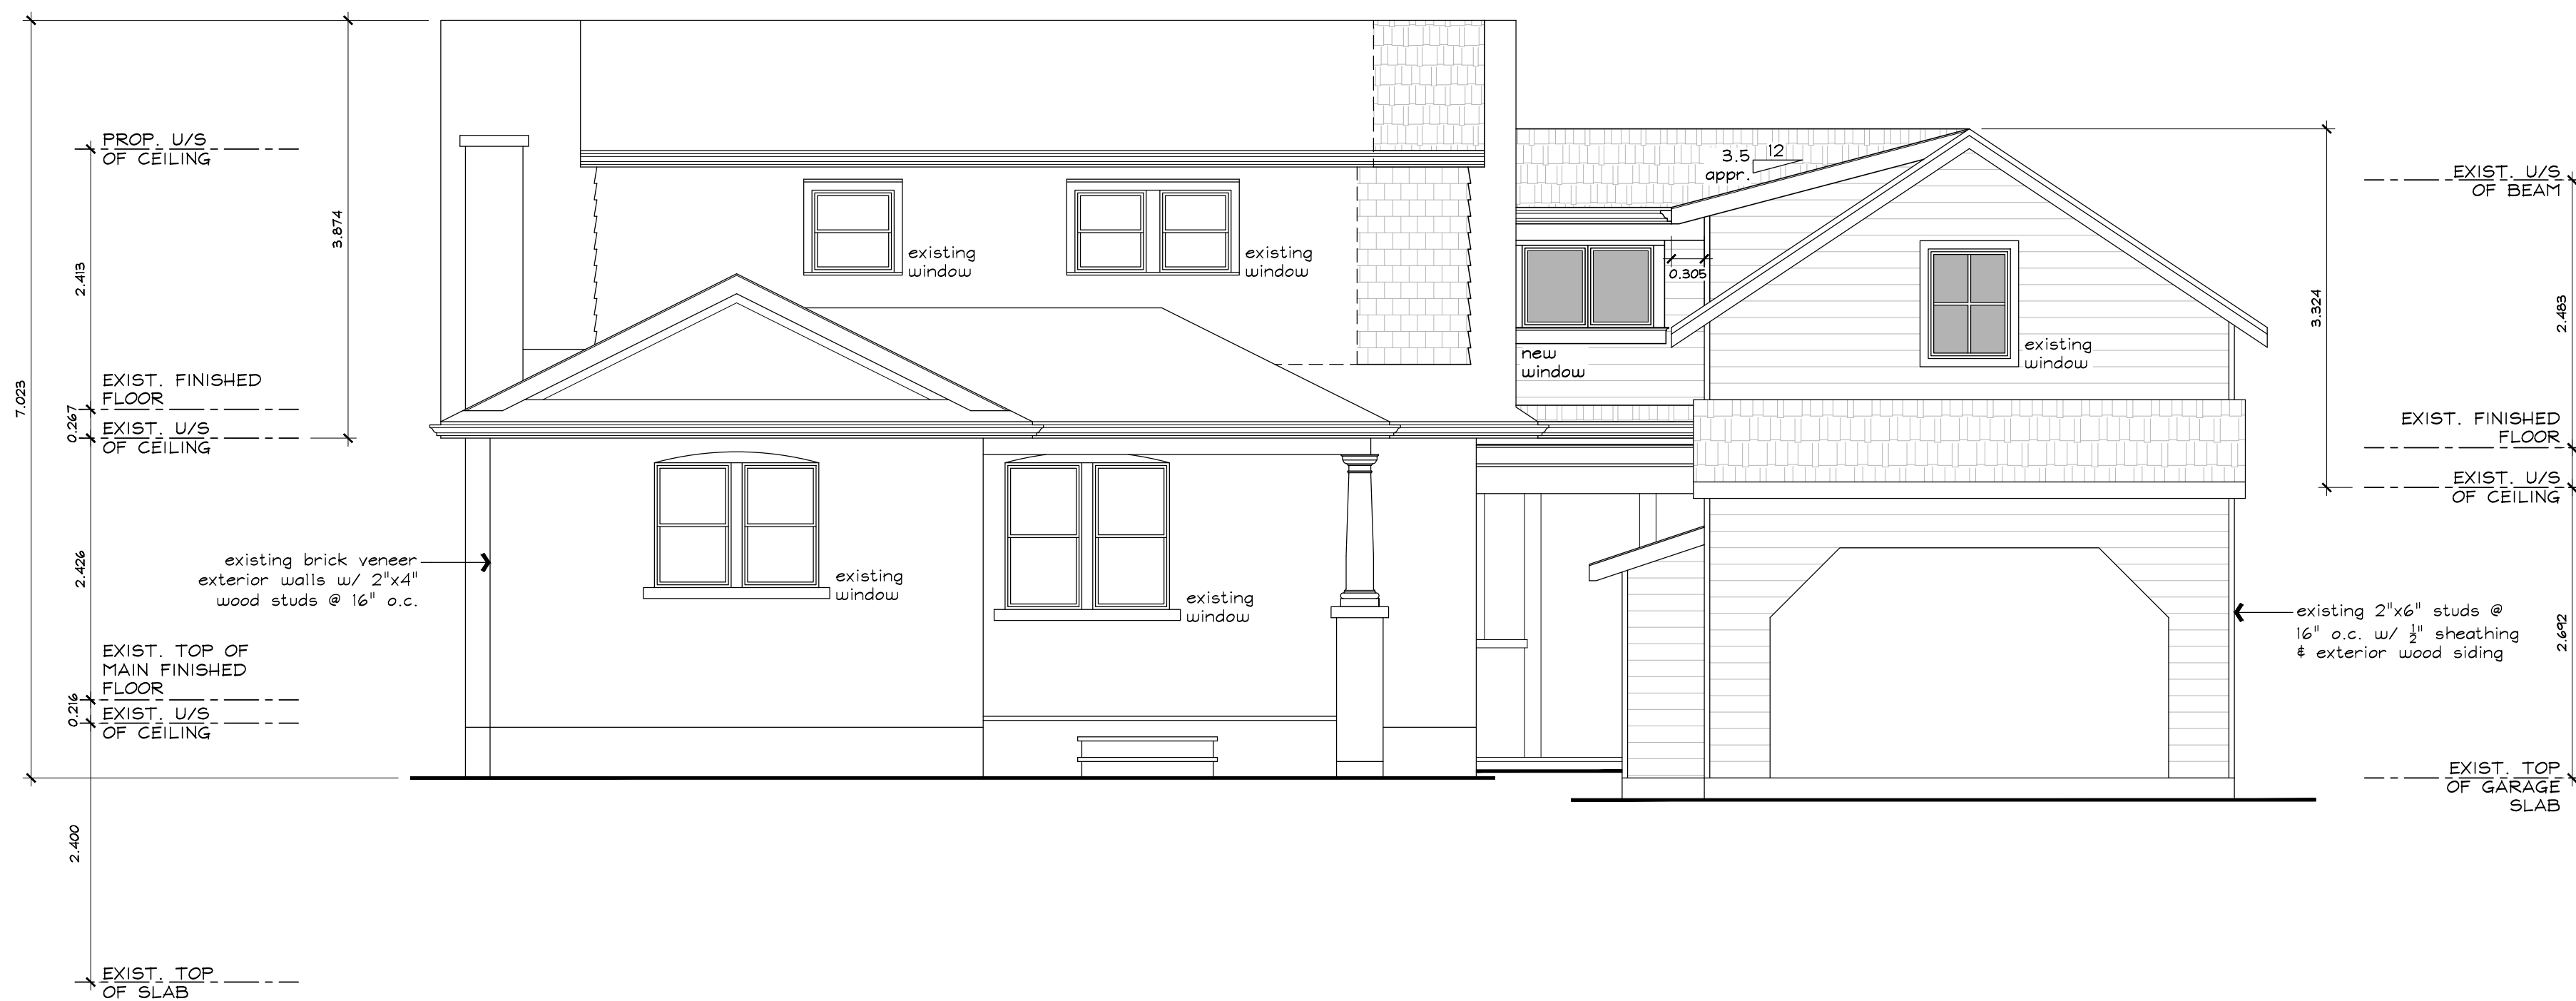 PROP. U/S
OF CEILING
2.413
3.874
7.023
EXIST. FINISHED
FLOOR
0.267
EXIST. U/S
OF CEILING
2.426
existing brick veneer
exterior walls w/ 2"x4"
wood studs @ 16" o.c.
EXIST. TOP OF
MAIN FINISHED
FLOOR
0.216
EXIST. U/S
OF CEILING
2.400
EXIST. TOP
OF SLAB
existing
window
existing
window
existing
window
existing
window
3.5
12
appr.
0.305
new
window
existing
window
3.324
EXIST. U/S
OF BEAM
2.483
EXIST. FINISHED
FLOOR
EXIST. U/S
OF CEILING
existing 2"x6" studs @
16" o.c. w/ ½" sheathing
& exterior wood siding
2.692
EXIST. TOP
OF GARAGE
SLAB